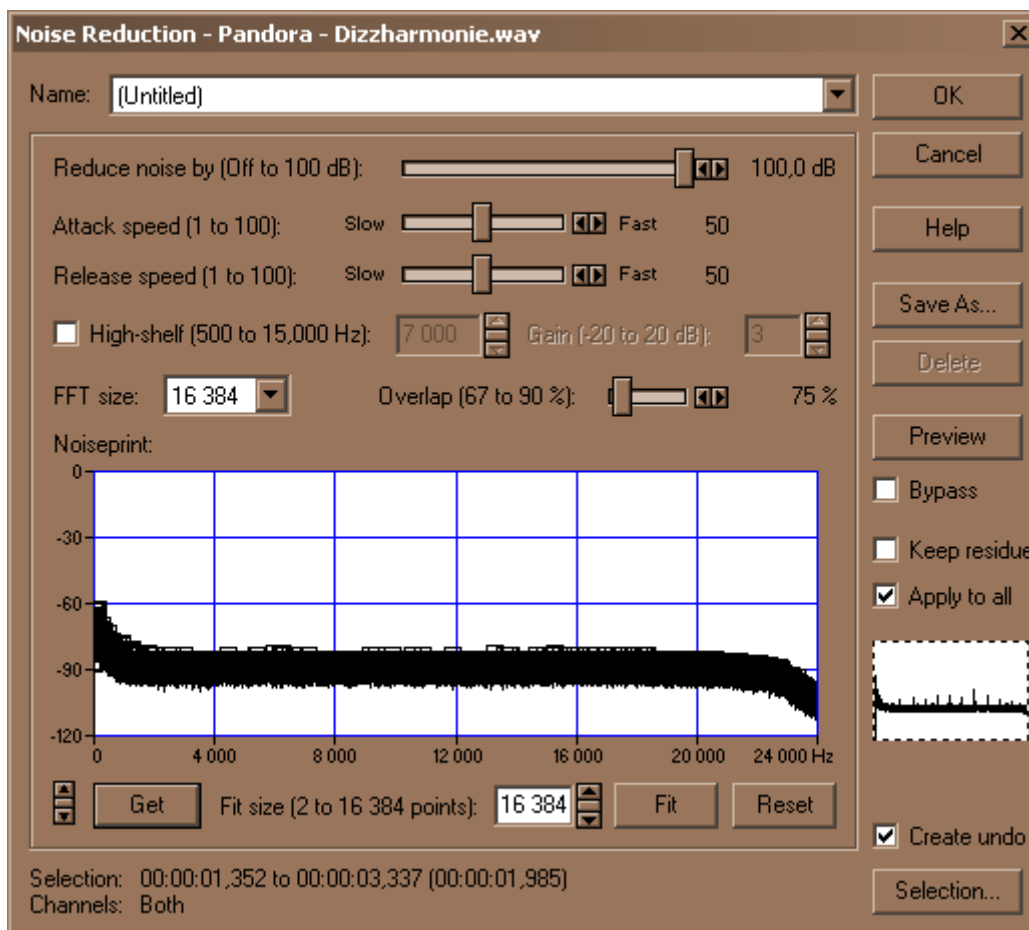 Noise Reduction - Pandora - Dizzharmonie.wav
Name: (Untitled)
OK
Cancel
Help
Save As...
Delete
Preview
Bypass
Keep residue
Apply to all
Create undo
Selection...
Reduce noise by (Off to 100 dB): 100,0 dB
Attack speed (1 to 100): Slow Fast 50
Release speed (1 to 100): Slow Fast 50
High-shelf (500 to 15,000 Hz): 7 000 Gain (-20 to 20 dB): 3
FFT size: 16 384 Overlap (67 to 90 %): 75 %
Noiseprint:
0
-30
-60
-90
-120
0 4 000 8 000 12 000 16 000 20 000 24 000 Hz
Get Fit size (2 to 16 384 points): 16 384 Fit Reset
Selection: 00:00:01,352 to 00:00:03,337 (00:00:01,985)
Channels: Both